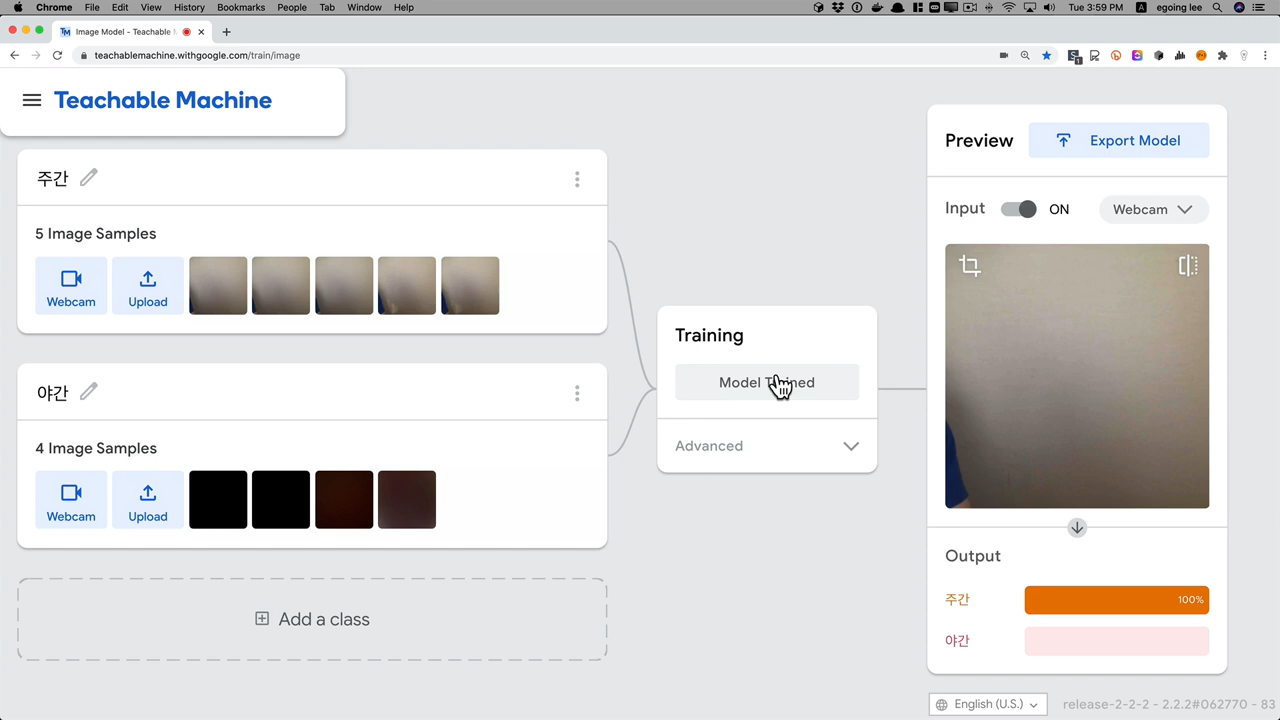 Chrome File Edit View History Bookmarks People Tab Window Help
Tue 3:59 PM A egoing lee
Image Model - Teachable
teachablemachine.withgoogle.com/train/image
Teachable Machine
주간
5 Image Samples
Webcam
Upload
야간
4 Image Samples
Webcam
Upload
Add a class
Training
Model Trained
Advanced
Preview
Export Model
Input ON Webcam
Output
주간 100%
야간
English (U.S.)
release-2-2-2 - 2.2.2#062770 - 83